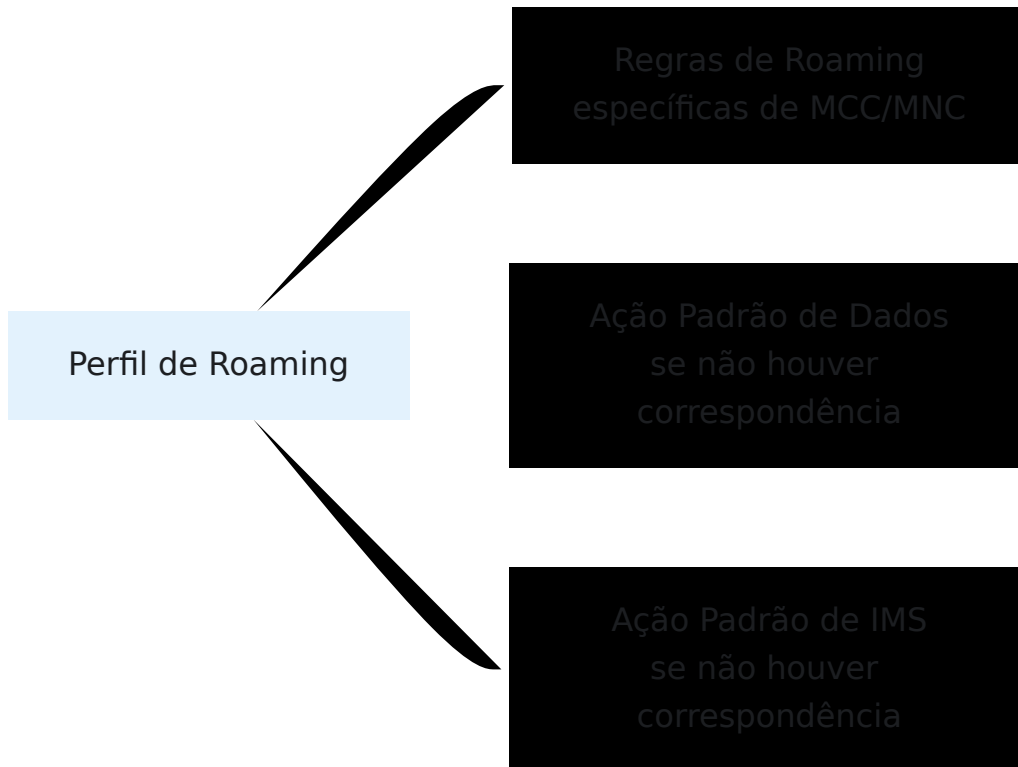 Regras de Roaming
específicas de MCC/MNC
Perfil de Roaming
Ação Padrão de Dados
se não houver
correspondência
Ação Padrão de IMS
se não houver
correspondência